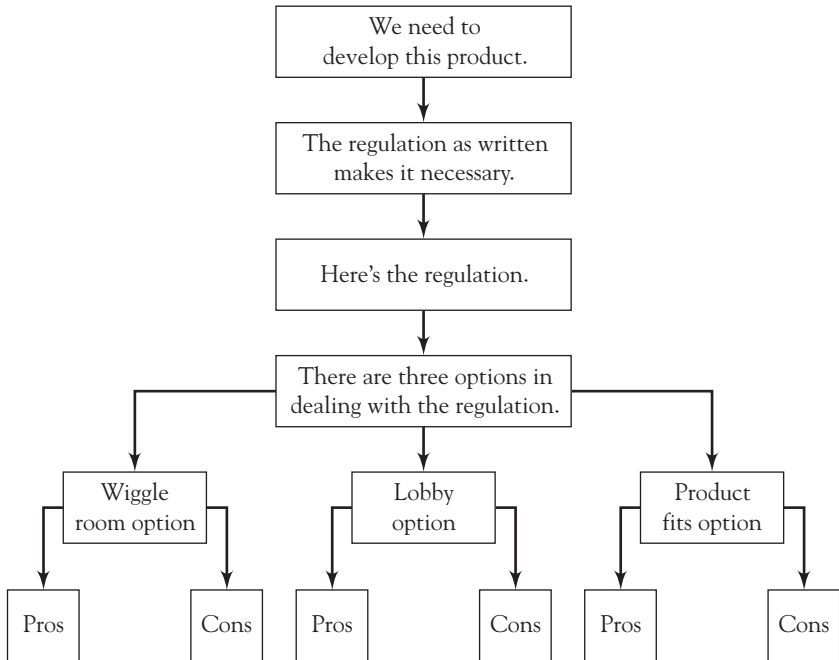 We need to
develop this product.
The regulation as written
makes it necessary.
Here's the regulation.
There are three options in
dealing with the regulation.
Wiggle
room option
Lobby
option
Product
fits option
Pros
Cons
Pros
Cons
Pros
Cons